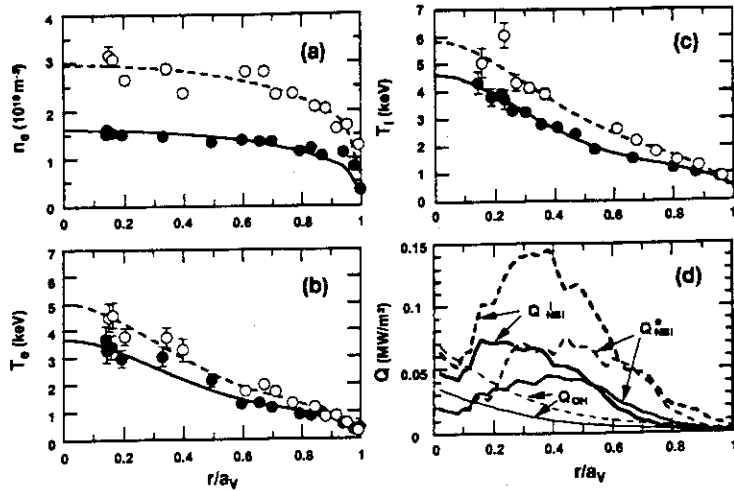 (a)
n_e (10^19 m^-3)
4
3
2
1
0
0 0.2 0.4 0.6 0.8 1
(c)
T_i (keV)
7
6
5
4
3
2
1
0
0 0.2 0.4 0.6 0.8 1
(b)
T_e (keV)
7
6
5
4
3
2
1
0
0 0.2 0.4 0.6 0.8 1
r/a_v
(d)
Q (MW/m³)
0.15
0.1
0.05
0
Q^i_NBI
Q^e_NBI
Q_OH
0 0.2 0.4 0.6 0.8 1
r/a_v